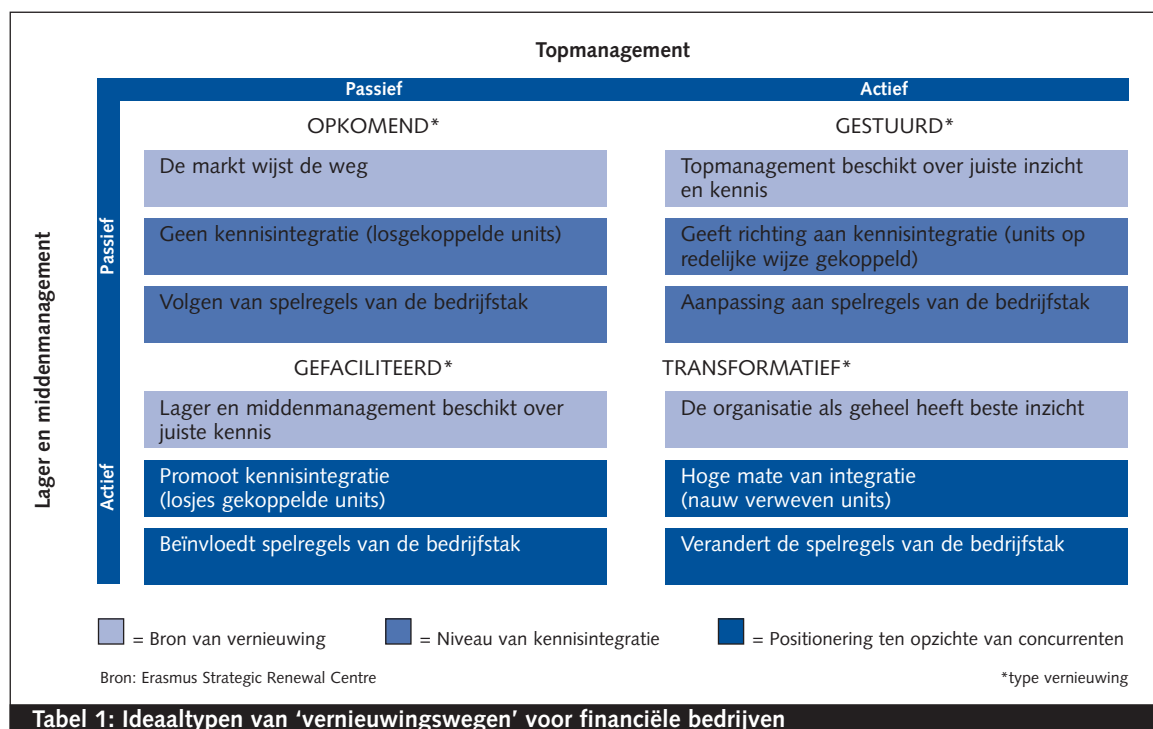 Topmanagement
Passief
Actief
Lager en middenmanagement
Passief
OPKOMEND*
De markt wijst de weg
Geen kennisintegratie (losgekoppelde units)
Volgen van spelregels van de bedrijfstak
GESTUURD*
Topmanagement beschikt over juiste inzicht
en kennis
Geeft richting aan kennisintegratie (units op
redelijke wijze gekoppeld)
Aanpassing aan spelregels van de bedrijfstak
Actief
GEFACILITEERD*
Lager en middenmanagement beschikt over
juiste kennis
Promoot kennisintegratie
(losjes gekoppelde units)
Beïnvloedt spelregels van de bedrijfstak
TRANSFORMATIEF*
De organisatie als geheel heeft beste inzicht
Hoge mate van integratie
(nauw verweven units)
Verandert de spelregels van de bedrijfstak
= Bron van vernieuwing
= Niveau van kennisintegratie
= Positionering ten opzichte van concurrenten
Bron: Erasmus Strategic Renewal Centre
*type vernieuwing
Tabel 1: Ideaaltypen van ‘vernieuwingswegen’ voor financiële bedrijven